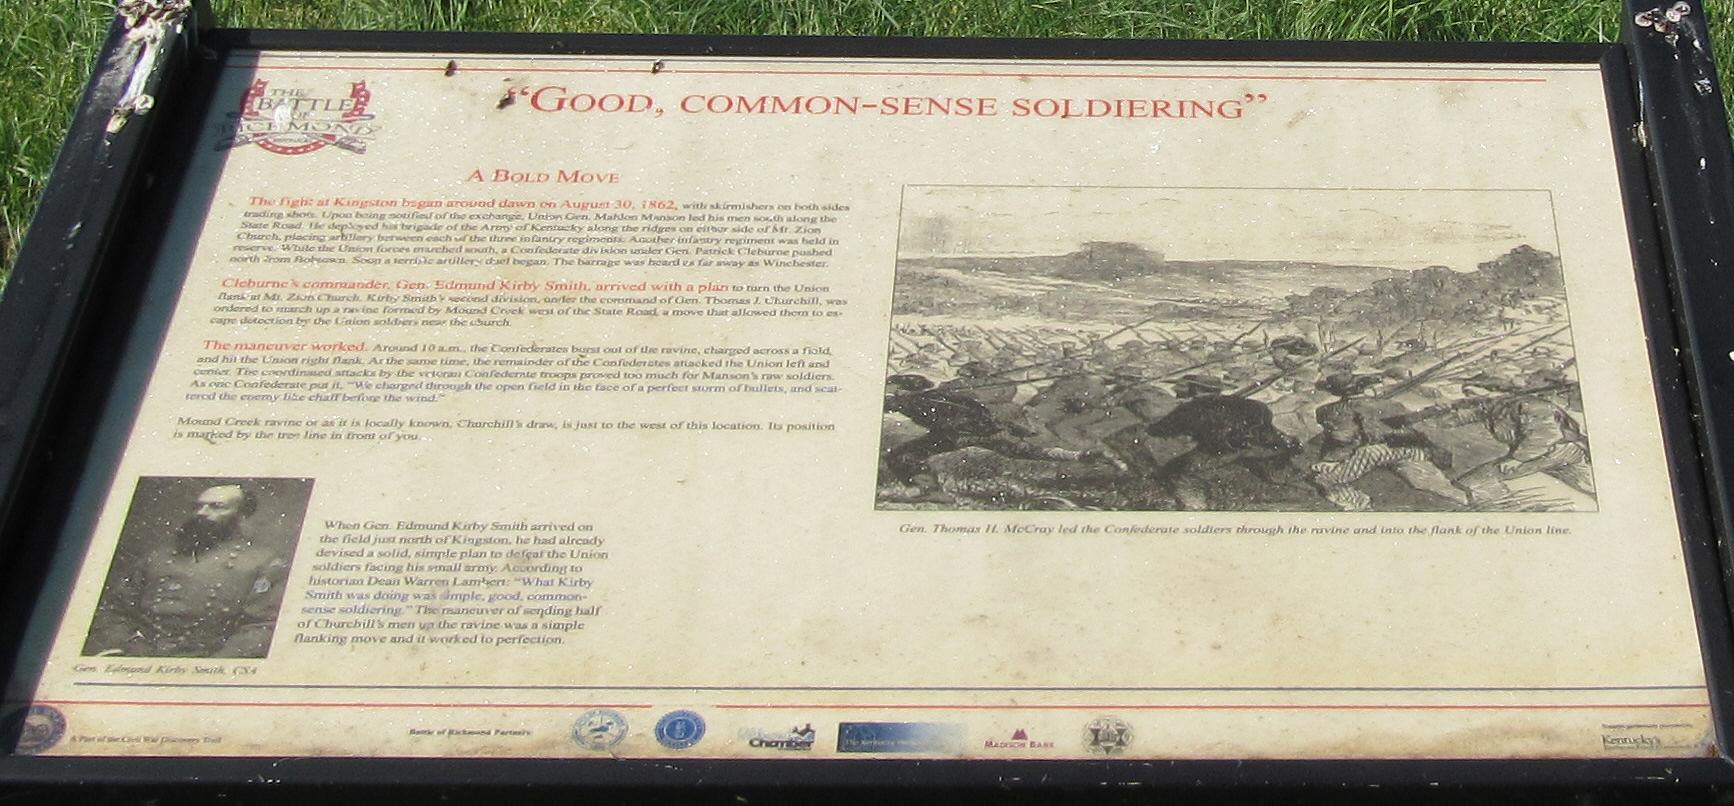 THE
BATTLE
OF
RICHMOND
"GOOD, COMMON-SENSE SOLDIERING"
A BOLD MOVE
The fight at Kingston began around dawn on August 30, 1862, with skirmishers on both sides
trading shots. Upon being notified of the exchange, Union Gen. Mahlon Manson led his men south along the
State Road. He deployed his brigade of the Army of Kentucky along the ridges on either side of Mt. Zion
Church, placing artillery between each of the three infantry regiments. Another infantry regiment was held in
reserve. While the Union forces marched south, a Confederate division under Gen. Patrick Cleburne pushed
north from Bobtown. Soon a terrible artillery duel began. The barrage was heard as far away as Winchester.
Cleburne's commander, Gen. Edmund Kirby Smith, arrived with a plan to turn the Union
flank at Mt. Zion Church. Kirby Smith's second division, under the command of Gen. Thomas J. Churchill, was
ordered to march up a ravine formed by Mound Creek west of the State Road, a move that allowed them to es-
cape detection by the Union soldiers near the church.
The maneuver worked. Around 10 a.m., the Confederates burst out of the ravine, charged across a field,
and hit the Union right flank. At the same time, the remainder of the Confederates attacked the Union left and
center. The coordinated attacks by the veteran Confederate troops proved too much for Manson's raw soldiers.
As one Confederate put it, "We charged through the open field in the face of a perfect storm of bullets, and scat-
tered the enemy like chaff before the wind."
Mound Creek ravine or as it is locally known, Churchill's draw, is just to the west of this location. Its position
is marked by the tree line in front of you.
When Gen. Edmund Kirby Smith arrived on
the field just north of Kingston, he had already
devised a solid, simple plan to defeat the Union
soldiers facing his small army. According to
historian Dean Warren Lambert: "What Kirby
Smith was doing was simple, good, common-
sense soldiering." The maneuver of sending half
of Churchill's men up the ravine was a simple
flanking move and it worked to perfection.
Gen. Edmund Kirby Smith, CSA
Gen. Thomas H. McCray led the Confederate soldiers through the ravine and into the flank of the Union line.
A Part of the Civil War Discovery Trail
Battle of Richmond Partners:
Chamber
The Kentucky
MADISON BANK
Kentucky's